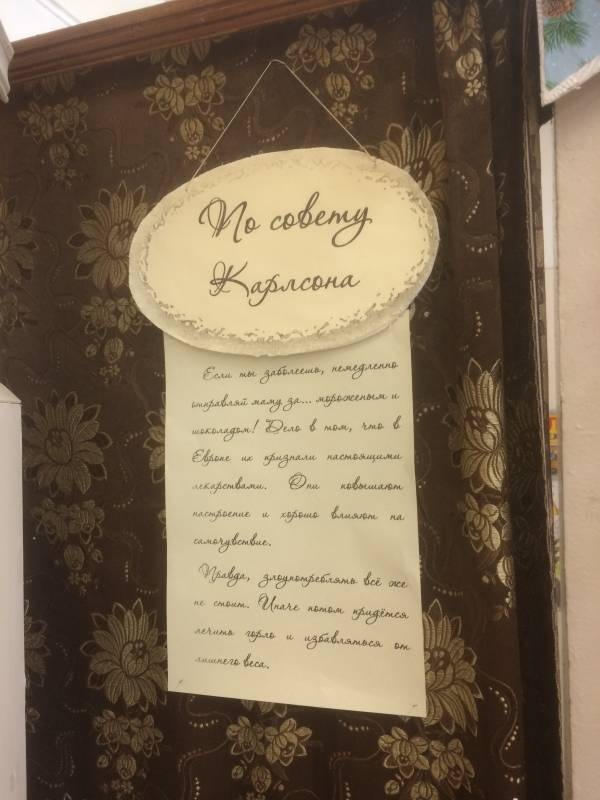 По совету
Карлсона
Если ты заболеешь, немедленно
отправляй маму за... мороженым и
шоколадом! Дело в том, что в
Европе их признали настоящими
лекарствами. Они повышают
настроение и хорошо влияют на
самочувствие.
Правда, злоупотреблять всё же
не стоит. Иначе потом придётся
лечить горло и избавляться от
лишнего веса.